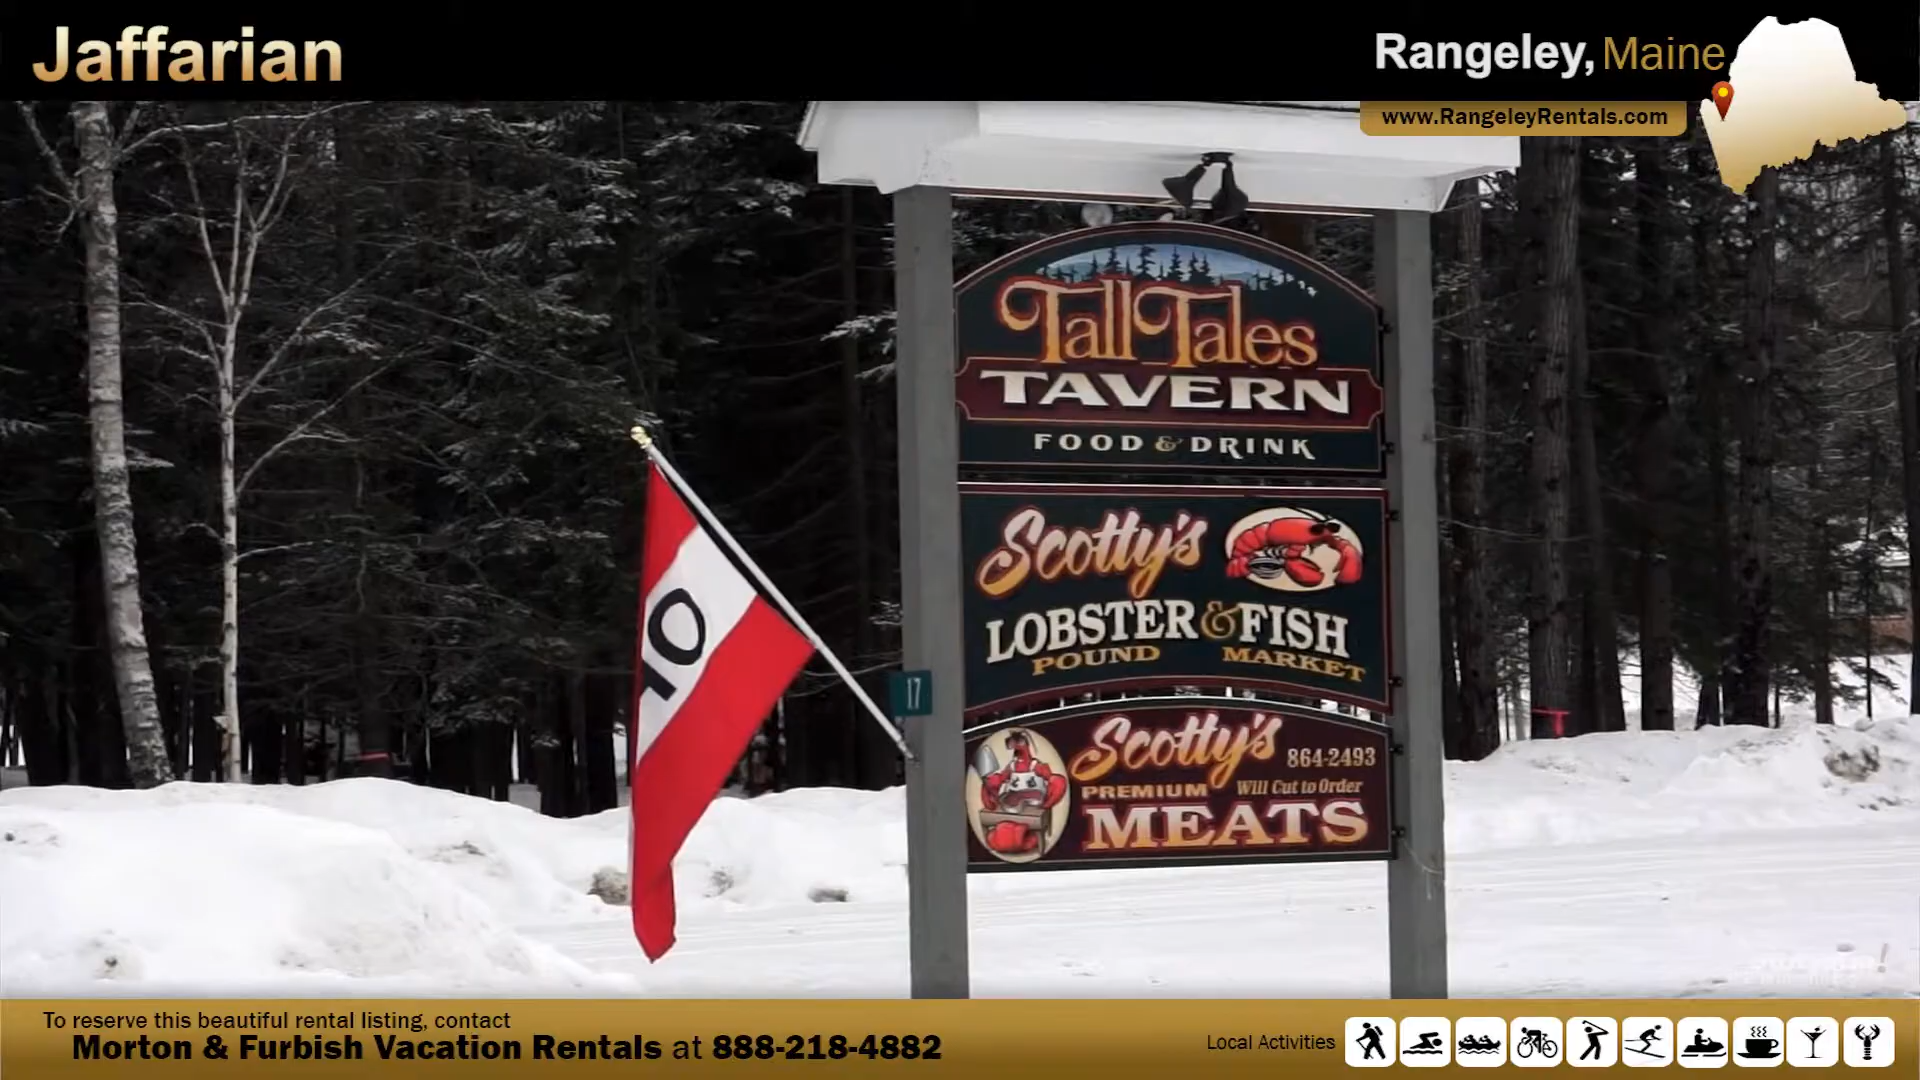 Jaffarian
Rangeley, Maine
www.RangeleyRentals.com
Tall Tales
TAVERN
FOOD & DRINK
Scotty's
LOBSTER & FISH
POUND MARKET
17
Scotty's 864-2493
PREMIUM Will Cut to Order
MEATS
To reserve this beautiful rental listing, contact
Morton & Furbish Vacation Rentals at 888-218-4882
Local Activities